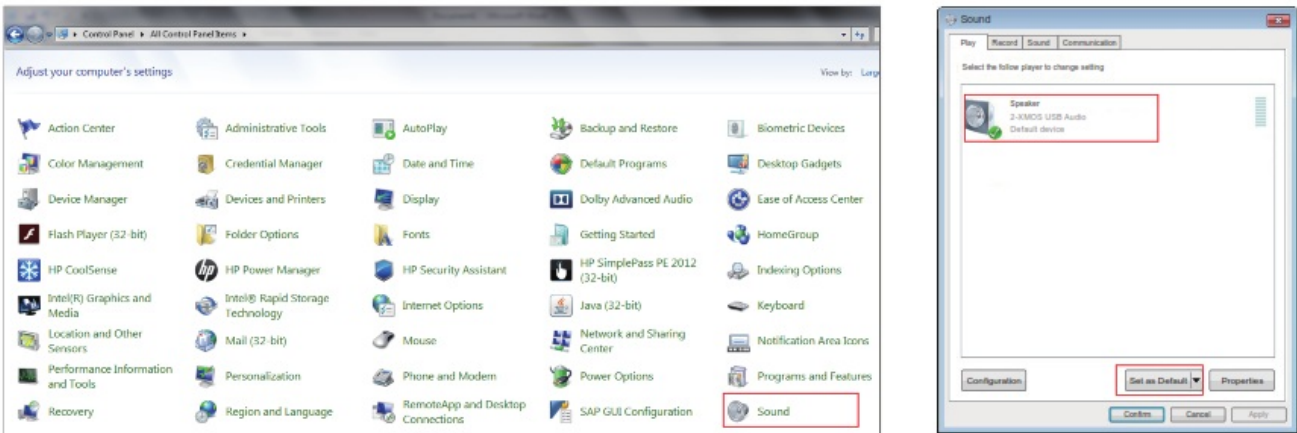 Control Panel ▸ All Control Panel Items ▸
Adjust your computer's settings
View by: Large
Action Center
Administrative Tools
AutoPlay
Backup and Restore
Biometric Devices
Color Management
Credential Manager
Date and Time
Default Programs
Desktop Gadgets
Device Manager
Devices and Printers
Display
Dolby Advanced Audio
Ease of Access Center
Flash Player (32-bit)
Folder Options
Fonts
Getting Started
HomeGroup
HP CoolSense
HP Power Manager
HP Security Assistant
HP SimplePass PE 2012
(32-bit)
Indexing Options
Intel(R) Graphics and
Media
Intel® Rapid Storage
Technology
Internet Options
Java (32-bit)
Keyboard
Location and Other
Sensors
Mail (32-bit)
Mouse
Network and Sharing
Center
Notification Area Icons
Performance Information
and Tools
Personalization
Phone and Modem
Power Options
Programs and Features
Recovery
Region and Language
RemoteApp and Desktop
Connections
SAP GUI Configuration
Sound
Sound
Play Record Sound Communication
Select the follow player to change setting
Speaker
2-XMOS USB Audio
Default device
Configuration Set as Default Properties
Confirm Cancel Apply